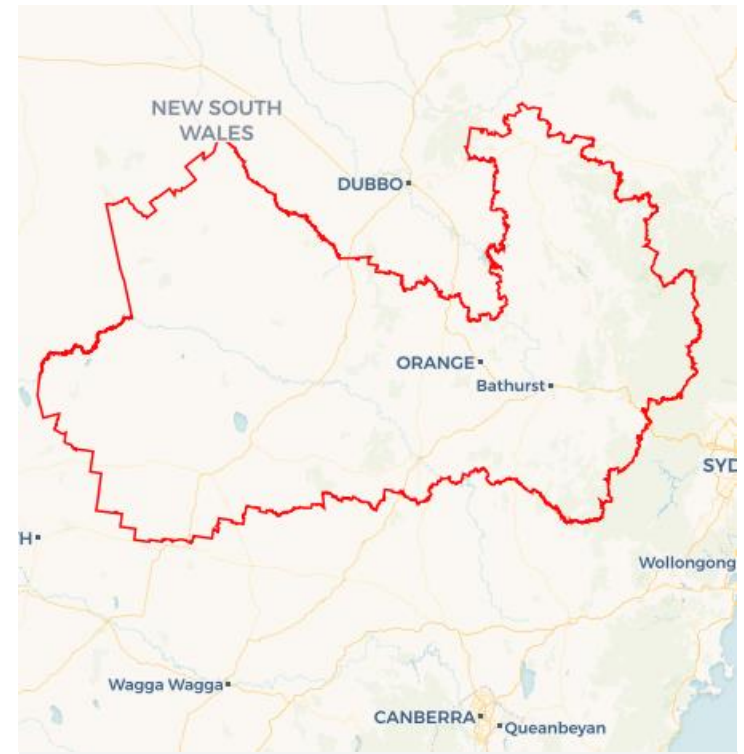 NEW SOUTH
WALES
DUBBO
ORANGE
Bathurst
SYD
H
Wollongong
Wagga Wagga
CANBERRA
Queanbeyan